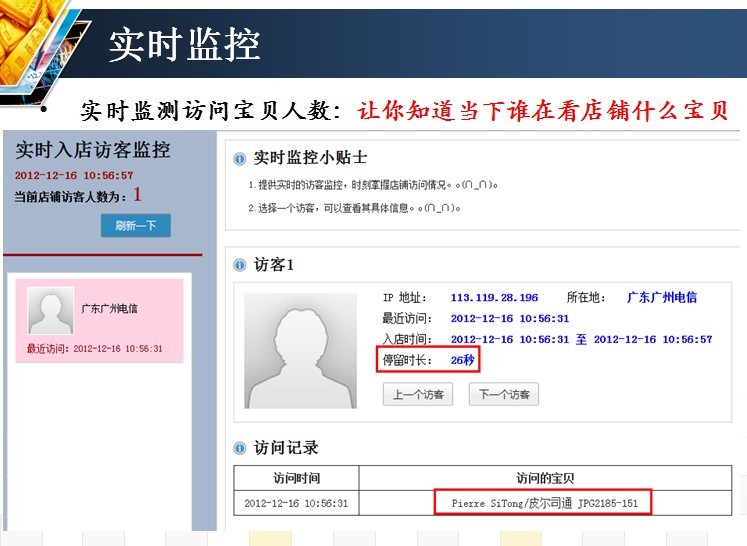 实时监控
• 实时监测访问宝贝人数：让你知道当下谁在看店铺什么宝贝
实时入店访客监控
2012-12-16 10:56:57
当前店铺访客人数为：1
刷新一下
广东广州电信
最近访问：2012-12-16 10:56:31
实时监控小贴士
1.提供实时的访客监控，时刻掌握店铺访问情况。。(∩_∩)。
2.选择一个访客，可以查看其具体信息。。(∩_∩)。
访客1
IP 地址： 113.119.28.196 所在地： 广东广州电信
最近访问： 2012-12-16 10:56:31
入店时间： 2012-12-16 10:56:31 至 2012-12-16 10:56:57
停留时长： 26秒
上一个访客 下一个访客
访问记录
访问时间 访问的宝贝
2012-12-16 10:56:31 Pierre SiTong/皮尔司通 JPG2185-151